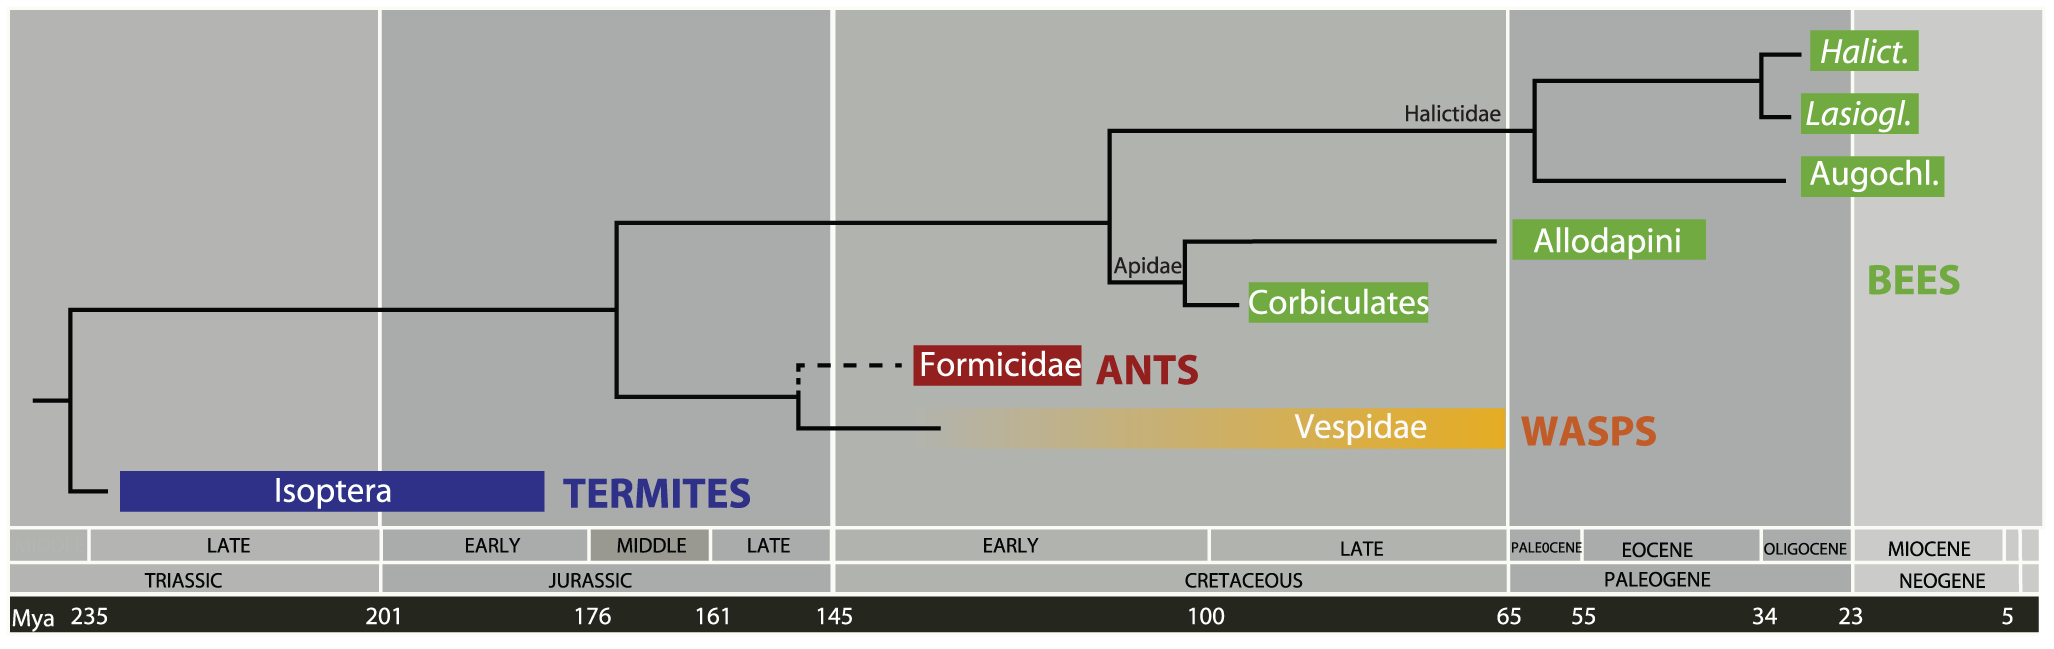 Halict.
Lasiogl.
Halictidae
Augochl.
Allodapini
Apidae
BEES
Corbiculates
Formicidae ANTS
Vespidae WASPS
Isoptera TERMITES
LATE EARLY MIDDLE LATE EARLY LATE PALEOCENE EOCENE OLIGOCENE MIOCENE
TRIASSIC JURASSIC CRETACEOUS PALEOGENE NEOGENE
Mya 235 201 176 161 145 100 65 55 34 23 5